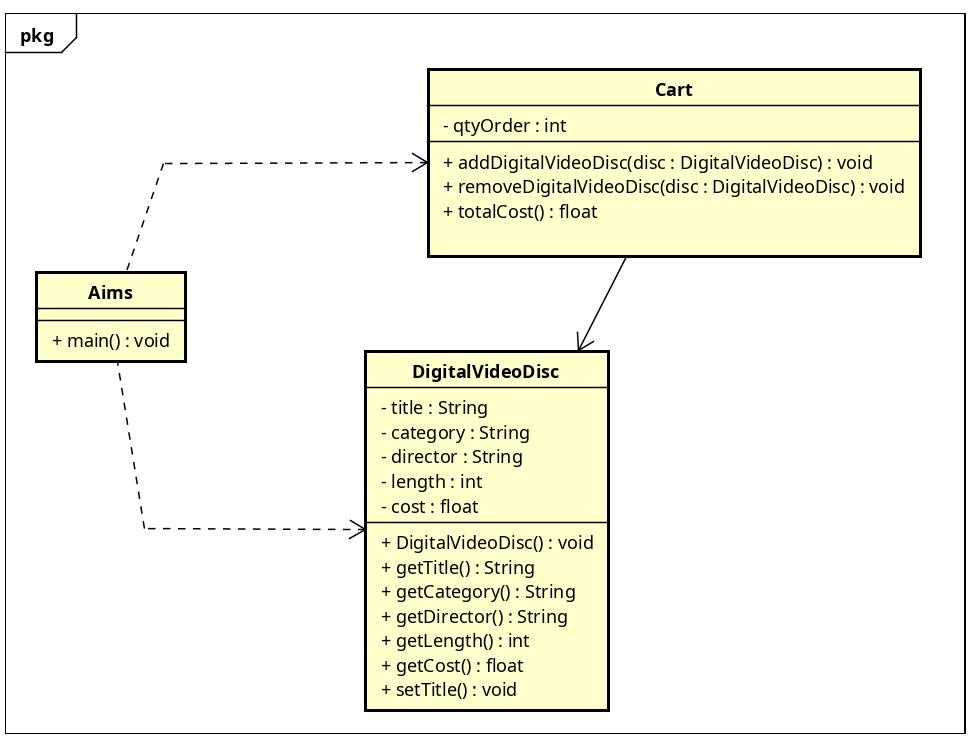 pkg
Cart
- qtyOrder : int
+ addDigitalVideoDisc(disc : DigitalVideoDisc) : void
+ removeDigitalVideoDisc(disc : DigitalVideoDisc) : void
+ totalCost() : float
Aims
+ main() : void
DigitalVideoDisc
- title : String
- category : String
- director : String
- length : int
- cost : float
+ DigitalVideoDisc() : void
+ getTitle() : String
+ getCategory() : String
+ getDirector() : String
+ getLength() : int
+ getCost() : float
+ setTitle() : void